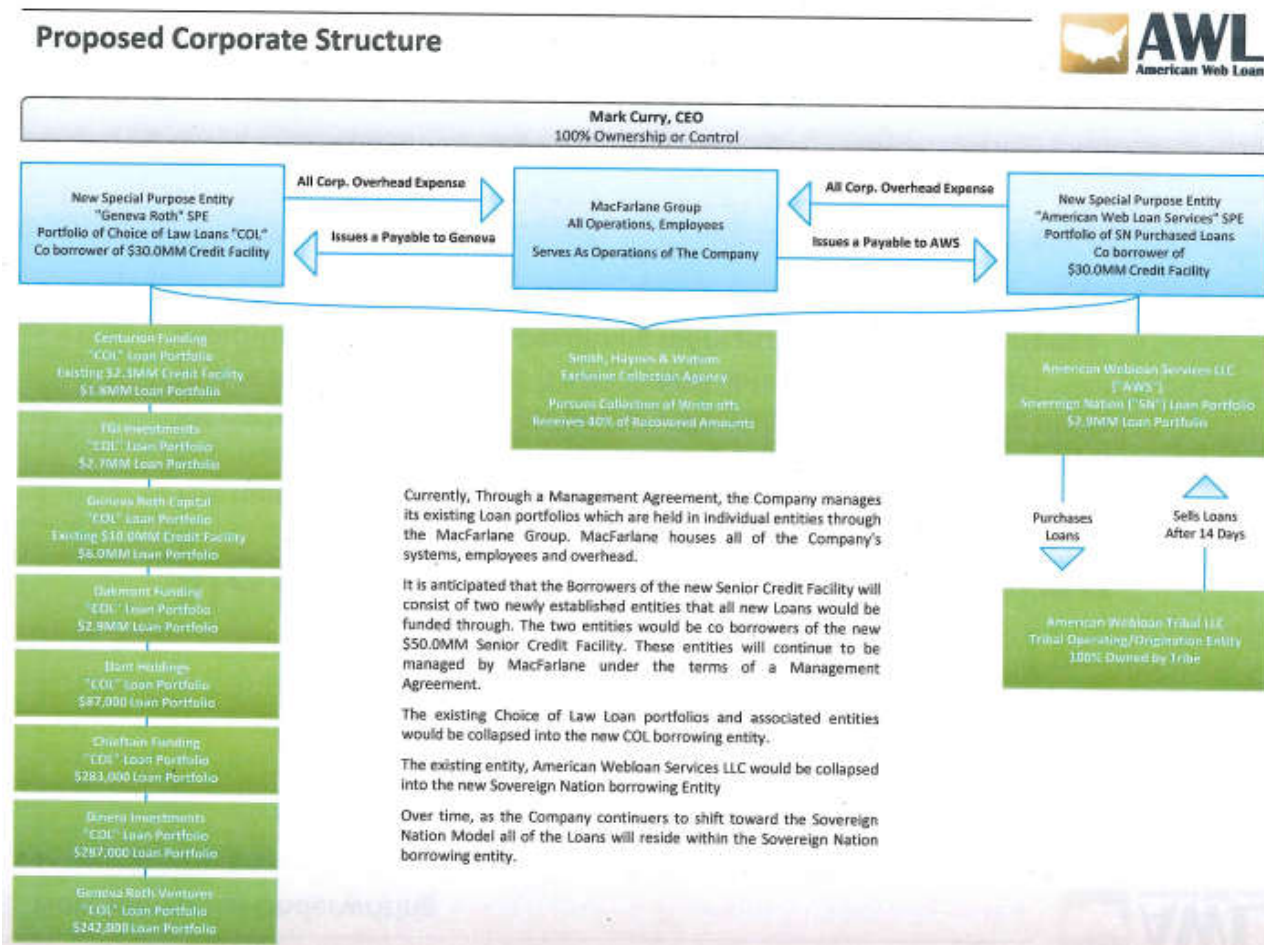 Proposed Corporate Structure
AWL
American Web Loan
Mark Curry, CEO
100% Ownership or Control
New Special Purpose Entity
"Geneva Roth" SPE
Portfolio of Choice of Law Loans "COL"
Co borrower of $30.0MM Credit Facility
All Corp. Overhead Expense
Issues a Payable to Geneva
MacFarlane Group
All Operations, Employees
Serves As Operations of The Company
All Corp. Overhead Expense
Issues a Payable to AWS
New Special Purpose Entity
"American Web Loan Services" SPE
Portfolio of SN Purchased Loans
Co borrower of
$30.0MM Credit Facility
Centurion Funding
"COL" Loan Portfolio
Existing $2.3MM Credit Facility
$1.8MM Loan Portfolio
Investments
"COL" Loan Portfolio
$2.7MM Loan Portfolio
Geneva Roth Capital
"COL" Loan Portfolio
Existing $10.0MM Credit Facility
$6.0MM Loan Portfolio
Oakmont Funding
"COL" Loan Portfolio
$2.9MM Loan Portfolio
Dant Holdings
"COL" Loan Portfolio
$87,000 Loan Portfolio
Chieftain Funding
"COL" Loan Portfolio
$283,000 Loan Portfolio
Dinero Investments
"COL" Loan Portfolio
$287,000 Loan Portfolio
Geneva Roth Ventures
"COL" Loan Portfolio
$242,000 Loan Portfolio
Smith, Haynes & Watson
Exclusive Collection Agency
Pursues Collection of Write offs
Receives 40% of Recovered Amounts
American Webloan Services LLC
("AWS")
Sovereign Nation ("SN") Loan Portfolio
$2.9MM Loan Portfolio
Purchases
Loans
Sells Loans
After 14 Days
American Webloan Tribal LLC
Tribal Operating/Origination Entity
100% Owned by Tribe
Currently, Through a Management Agreement, the Company manages
its existing Loan portfolios which are held in individual entities through
the MacFarlane Group. MacFarlane houses all of the Company's
systems, employees and overhead.
It is anticipated that the Borrowers of the new Senior Credit Facility will
consist of two newly established entities that all new Loans would be
funded through. The two entities would be co borrowers of the new
$50.0MM Senior Credit Facility. These entities will continue to be
managed by MacFarlane under the terms of a Management
Agreement.
The existing Choice of Law Loan portfolios and associated entities
would be collapsed into the new COL borrowing entity.
The existing entity, American Webloan Services LLC would be collapsed
into the new Sovereign Nation borrowing Entity
Over time, as the Company continuers to shift toward the Sovereign
Nation Model all of the Loans will reside within the Sovereign Nation
borrowing entity.